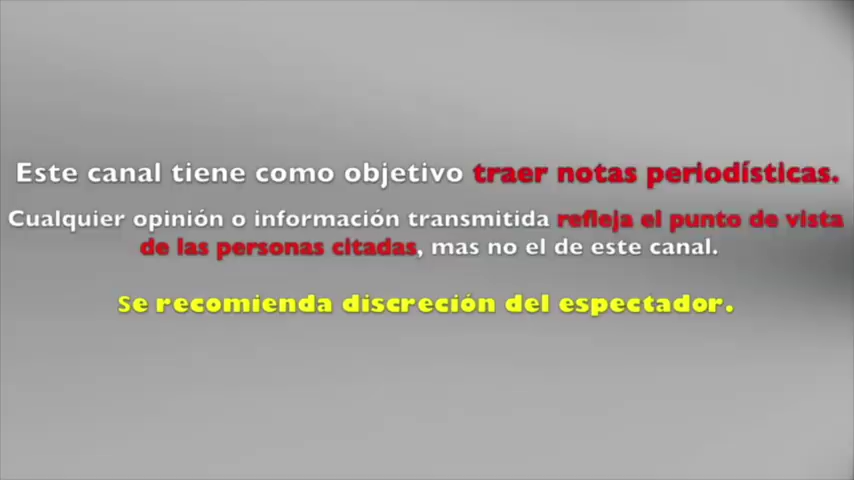 Este canal tiene como objetivo traer notas periodísticas.
Cualquier opinión o información transmitida refleja el punto de vista
de las personas citadas, mas no el de este canal.
Se recomienda discreción del espectador.